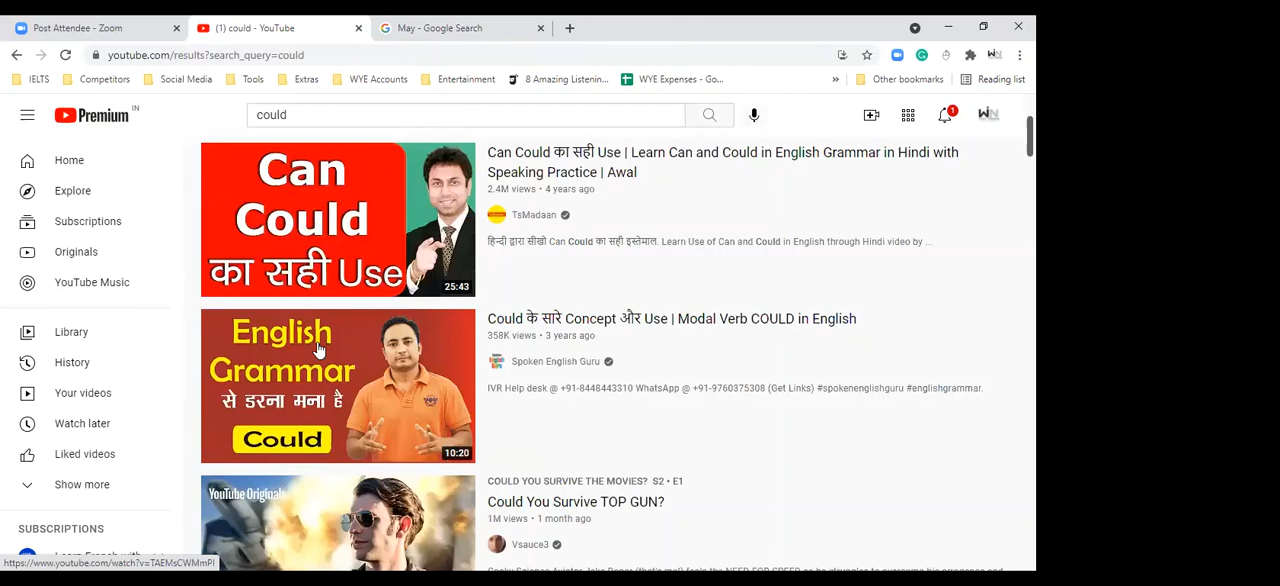 Post Attendee - Zoom
(1) could - YouTube
May - Google Search
youtube.com/results?search_query=could
IELTS
Competitors
Social Media
Tools
Extras
WYE Accounts
Entertainment
8 Amazing Listenin...
WYE Expenses - Go...
Other bookmarks
Reading list
Premium IN
could
1
Home
Explore
Subscriptions
Originals
YouTube Music
Library
History
Your videos
Watch later
Liked videos
Show more
SUBSCRIPTIONS
Can
Could
का सही Use
25:43
Can Could का सही Use | Learn Can and Could in English Grammar in Hindi with
Speaking Practice | Awal
2.4M views • 4 years ago
TsMadaan
हिन्दी द्वारा सीखो Can Could का सही इस्तेमाल. Learn Use of Can and Could in English through Hindi video by ...
English
Grammar
से डरना मना है
Could
10:20
Could के सारे Concept और Use | Modal Verb COULD in English
358K views • 3 years ago
Spoken English Guru
IVR Help desk @ +91-8448443310 WhatsApp @ +91-9760375308 (Get Links) #spokenenglishguru #englishgrammar.
YouTube Originals
COULD YOU SURVIVE THE MOVIES? S2 • E1
Could You Survive TOP GUN?
1M views • 1 month ago
Vsauce3
https://www.youtube.com/watch?v=TAEMsCWMmPI